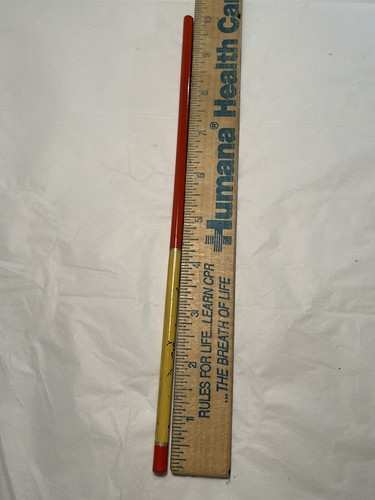 Humana® Health Ca
RULES FOR LIFE...LEARN CPR
...THE BREATH OF LIFE
1 2 3 4 5 6 7 8 9 10